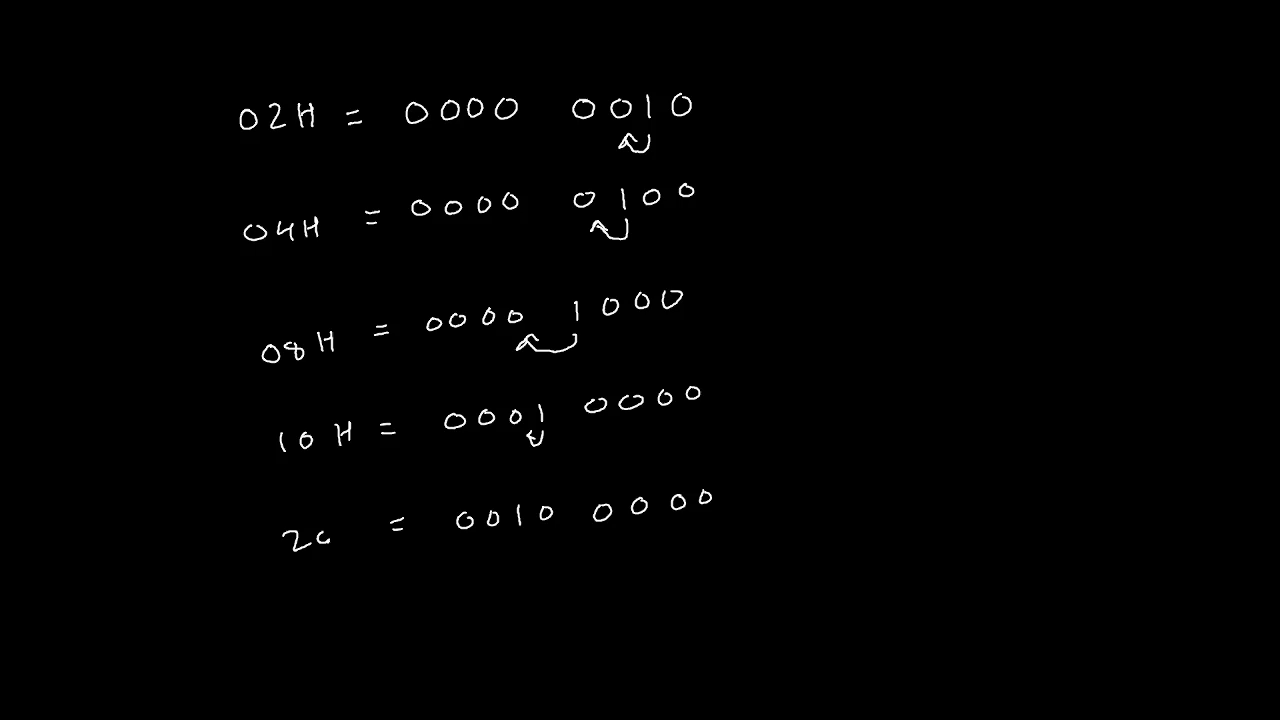 02H = 0000 0010
04H = 0000 0100
08H = 0000 1000
10H = 0001 0000
20 = 0010 0000